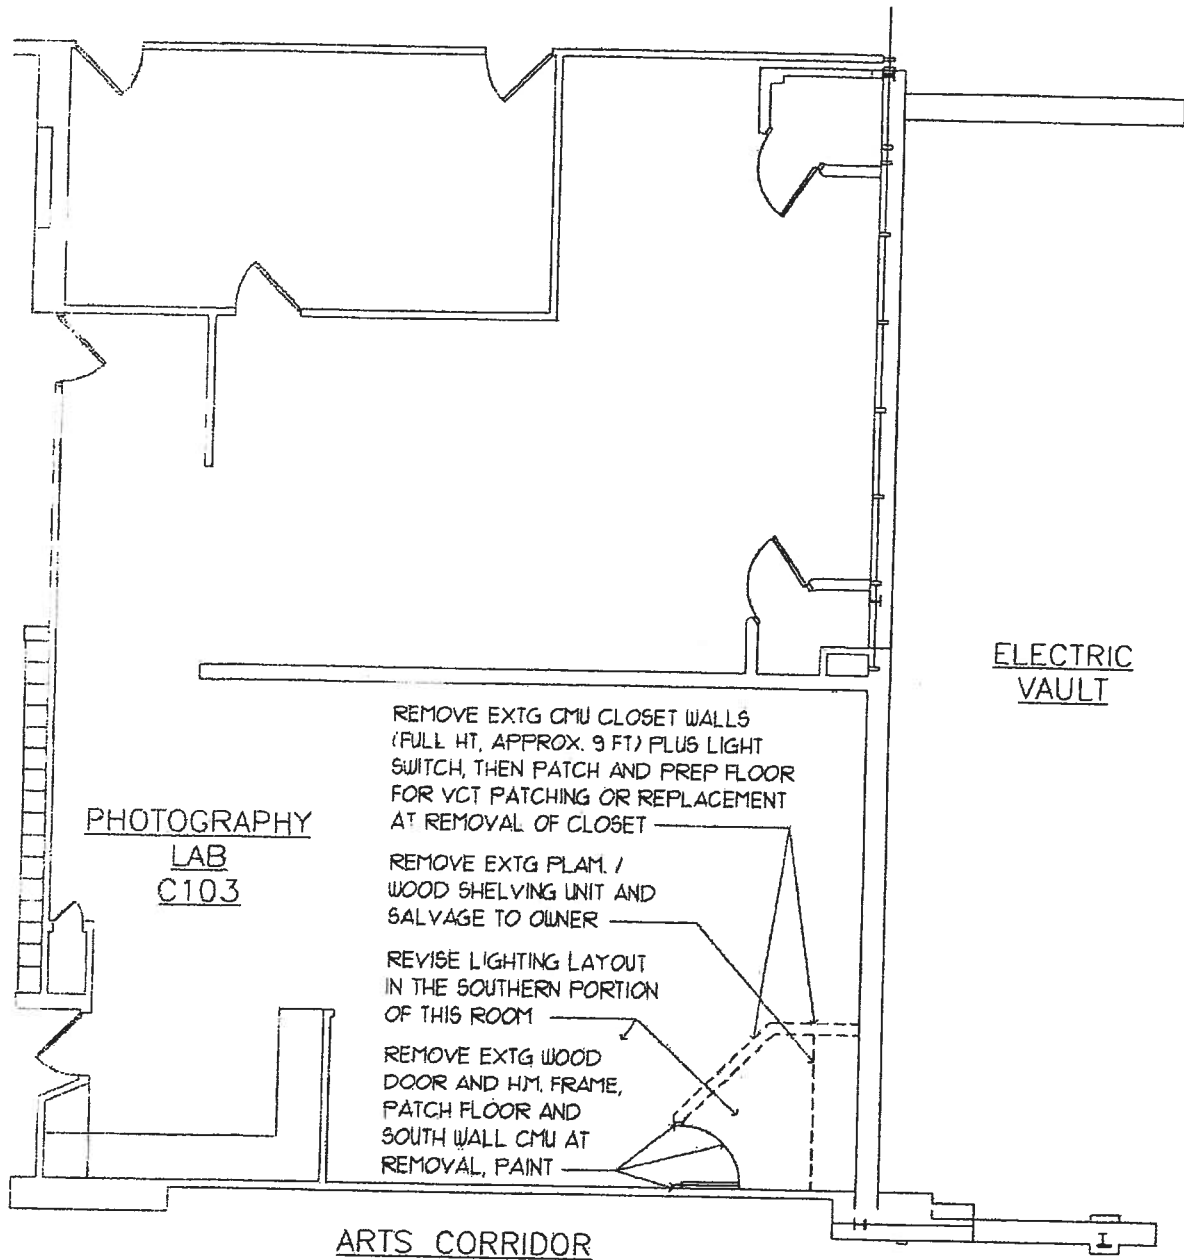 ELECTRIC
VAULT
REMOVE EXTG CMU CLOSET WALLS
(FULL HT, APPROX. 9 FT) PLUS LIGHT
SWITCH, THEN PATCH AND PREP FLOOR
FOR VCT PATCHING OR REPLACEMENT
AT REMOVAL OF CLOSET
PHOTOGRAPHY
LAB
C103
REMOVE EXTG PLAM. /
WOOD SHELVING UNIT AND
SALVAGE TO OWNER
REVISE LIGHTING LAYOUT
IN THE SOUTHERN PORTION
OF THIS ROOM
REMOVE EXTG WOOD
DOOR AND H.M. FRAME,
PATCH FLOOR AND
SOUTH WALL CMU AT
REMOVAL, PAINT
ARTS CORRIDOR